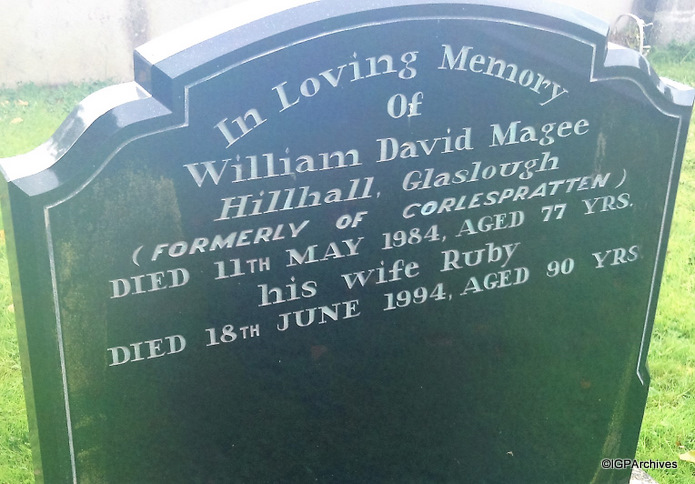 In Loving Memory
Of
William David Magee
Hillhall, Glaslough
(FORMERLY OF CORLESPRATTEN)
DIED 11TH MAY 1984, AGED 77 YRS.
his wife Ruby
DIED 18TH JUNE 1994, AGED 90 YRS
©IGPArchives